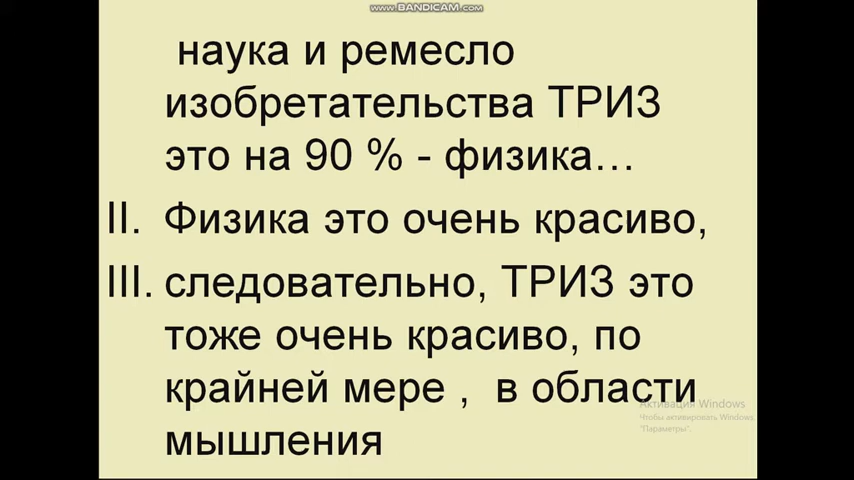 www.BANDICAM.com
наука и ремесло
изобретательства ТРИЗ
это на 90 % - физика…
II. Физика это очень красиво,
III. следовательно, ТРИЗ это
тоже очень красиво, по
крайней мере , в области
мышления
Активация Windows
Чтобы активировать Windows
"Параметры".